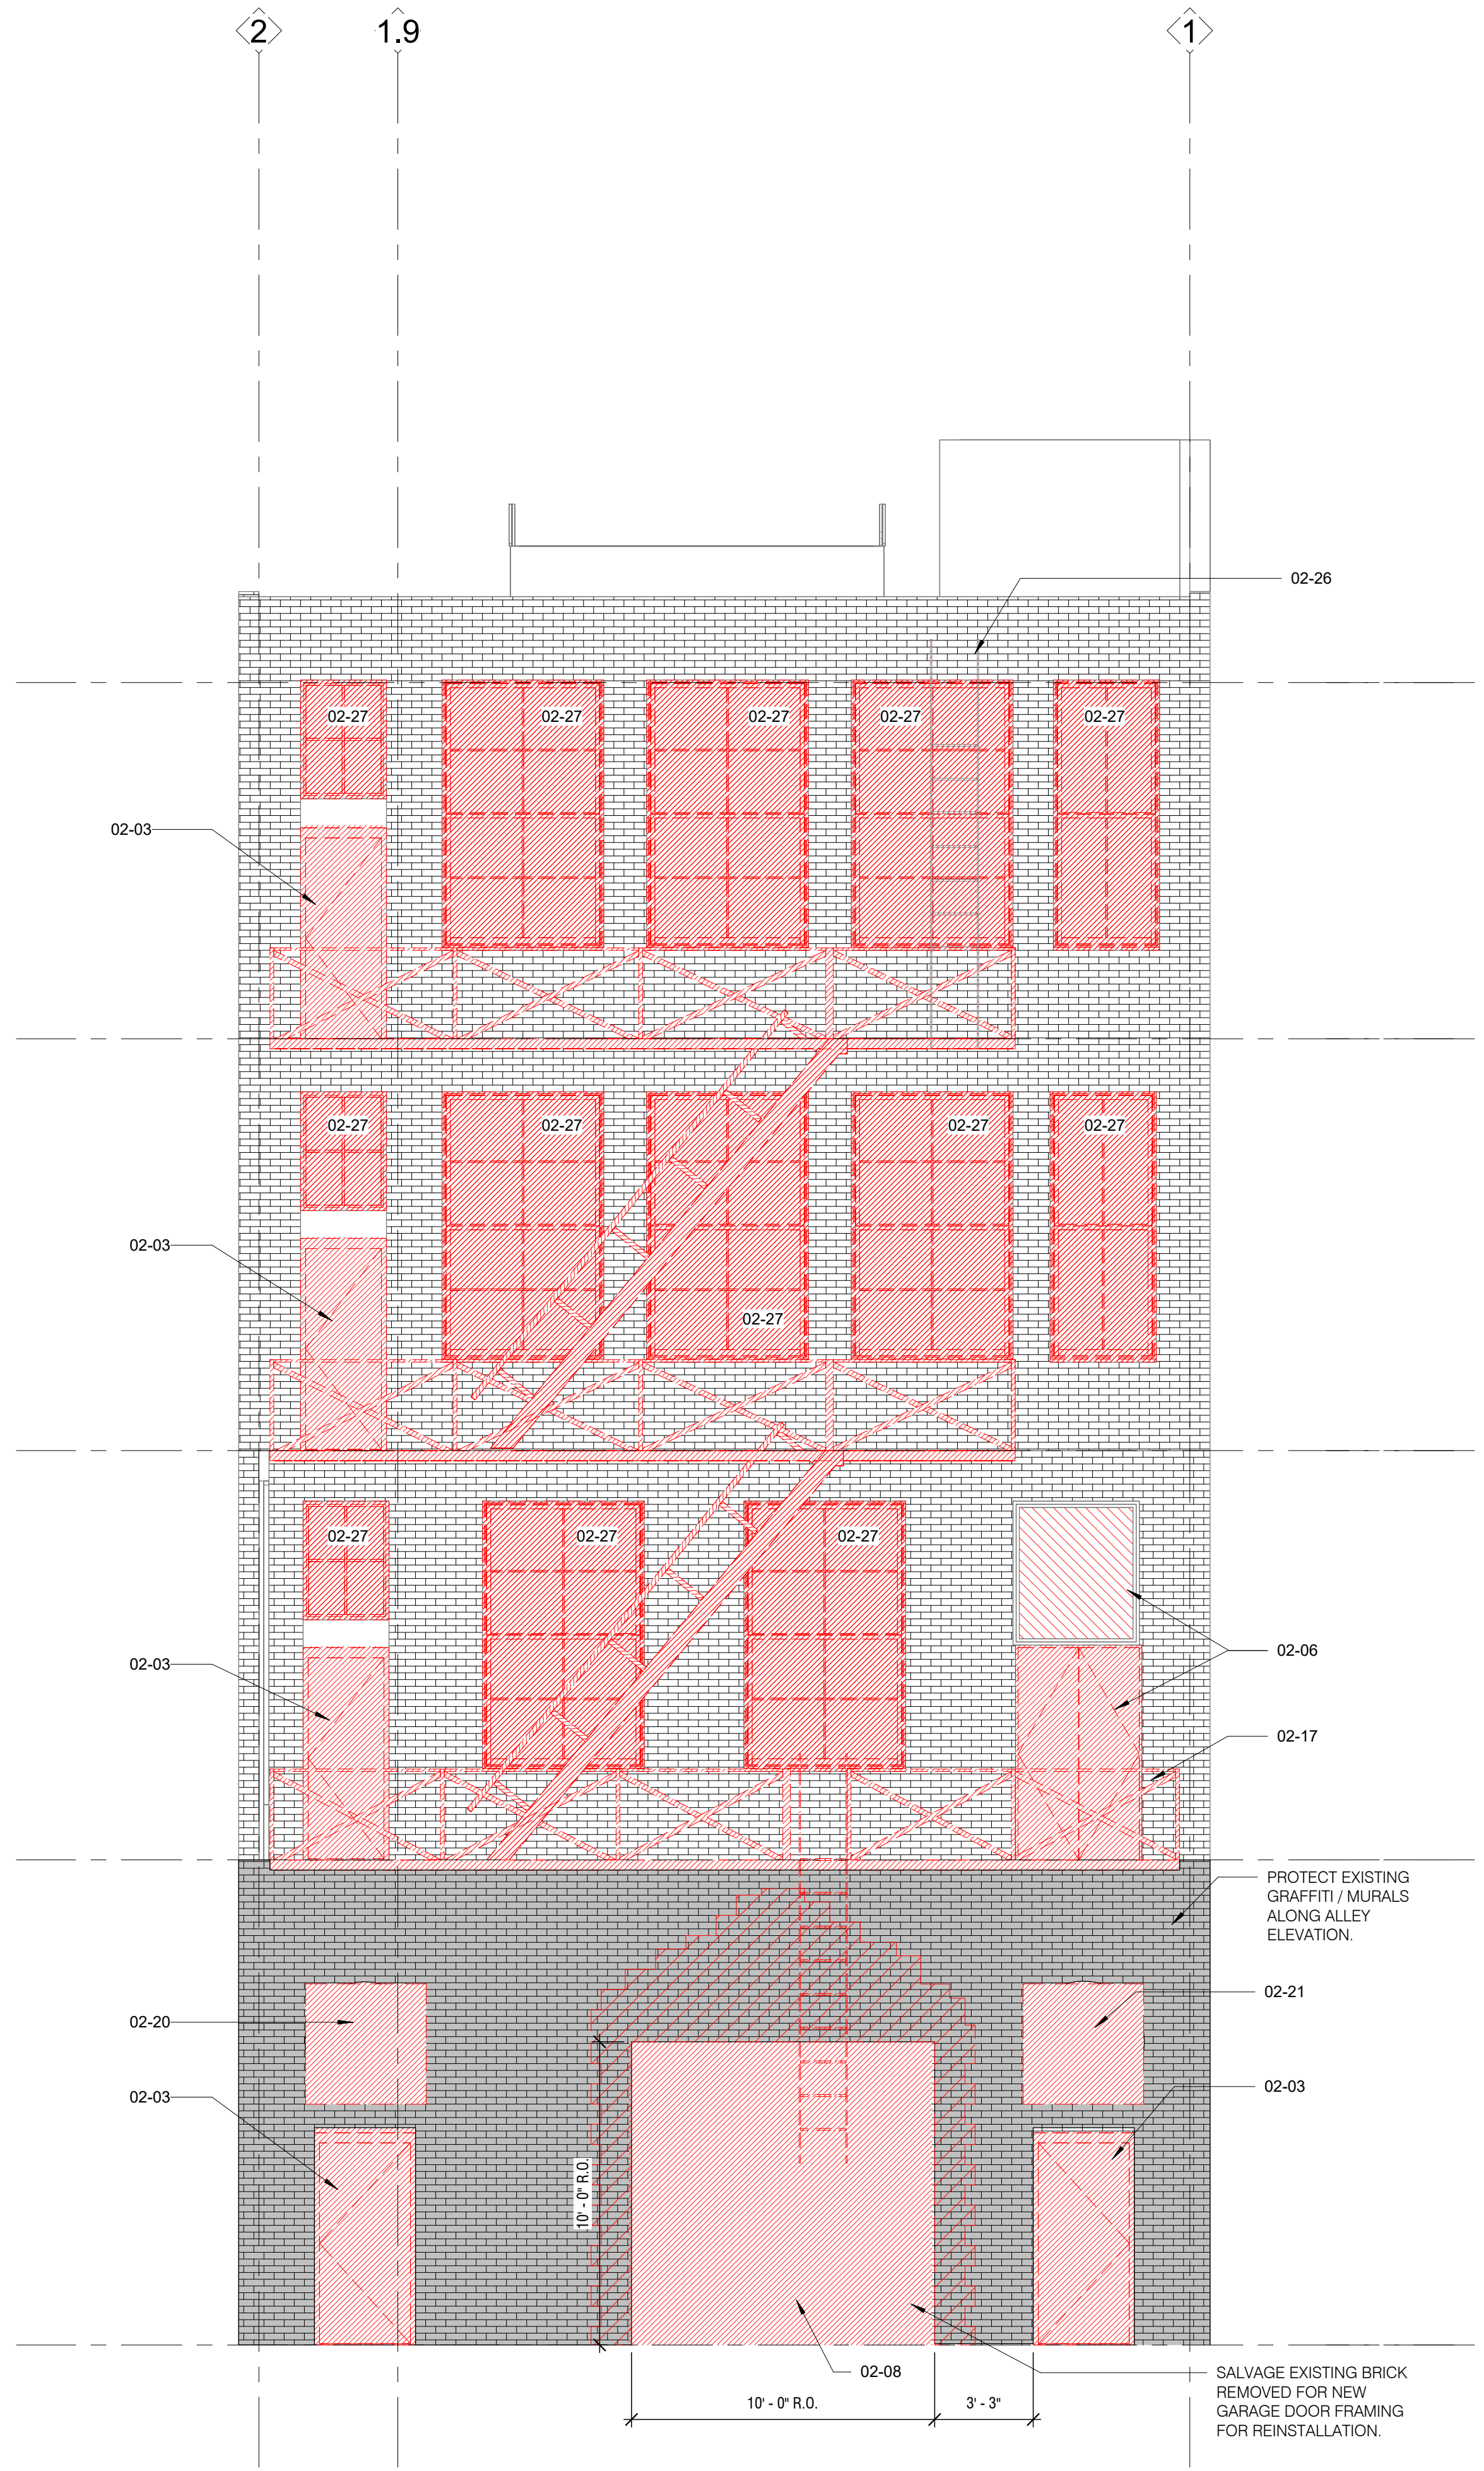 2
1.9
1
02-26
02-27
02-27
02-27
02-27
02-27
02-03
02-27
02-27
02-27
02-27
02-03
02-27
02-27
02-27
02-27
02-06
02-03
02-17
PROTECT EXISTING
GRAFFITI / MURALS
ALONG ALLEY
ELEVATION.
02-21
02-20
02-03
02-03
10' - 0" R.O.
02-08
SALVAGE EXISTING BRICK
REMOVED FOR NEW
GARAGE DOOR FRAMING
FOR REINSTALLATION.
10' - 0" R.O.
3' - 3"